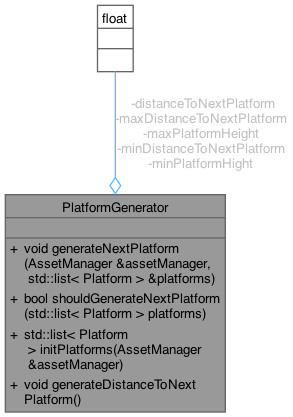 float
-distanceToNextPlatform
-maxDistanceToNextPlatform
-maxPlatformHeight
-minDistanceToNextPlatform
-minPlatformHight
PlatformGenerator
+ void generateNextPlatform
(AssetManager &assetManager,
std::list< Platform > &platforms)
+ bool shouldGenerateNextPlatform
(std::list< Platform > platforms)
+ std::list< Platform
> initPlatforms(AssetManager
&assetManager)
+ void generateDistanceToNext
Platform()